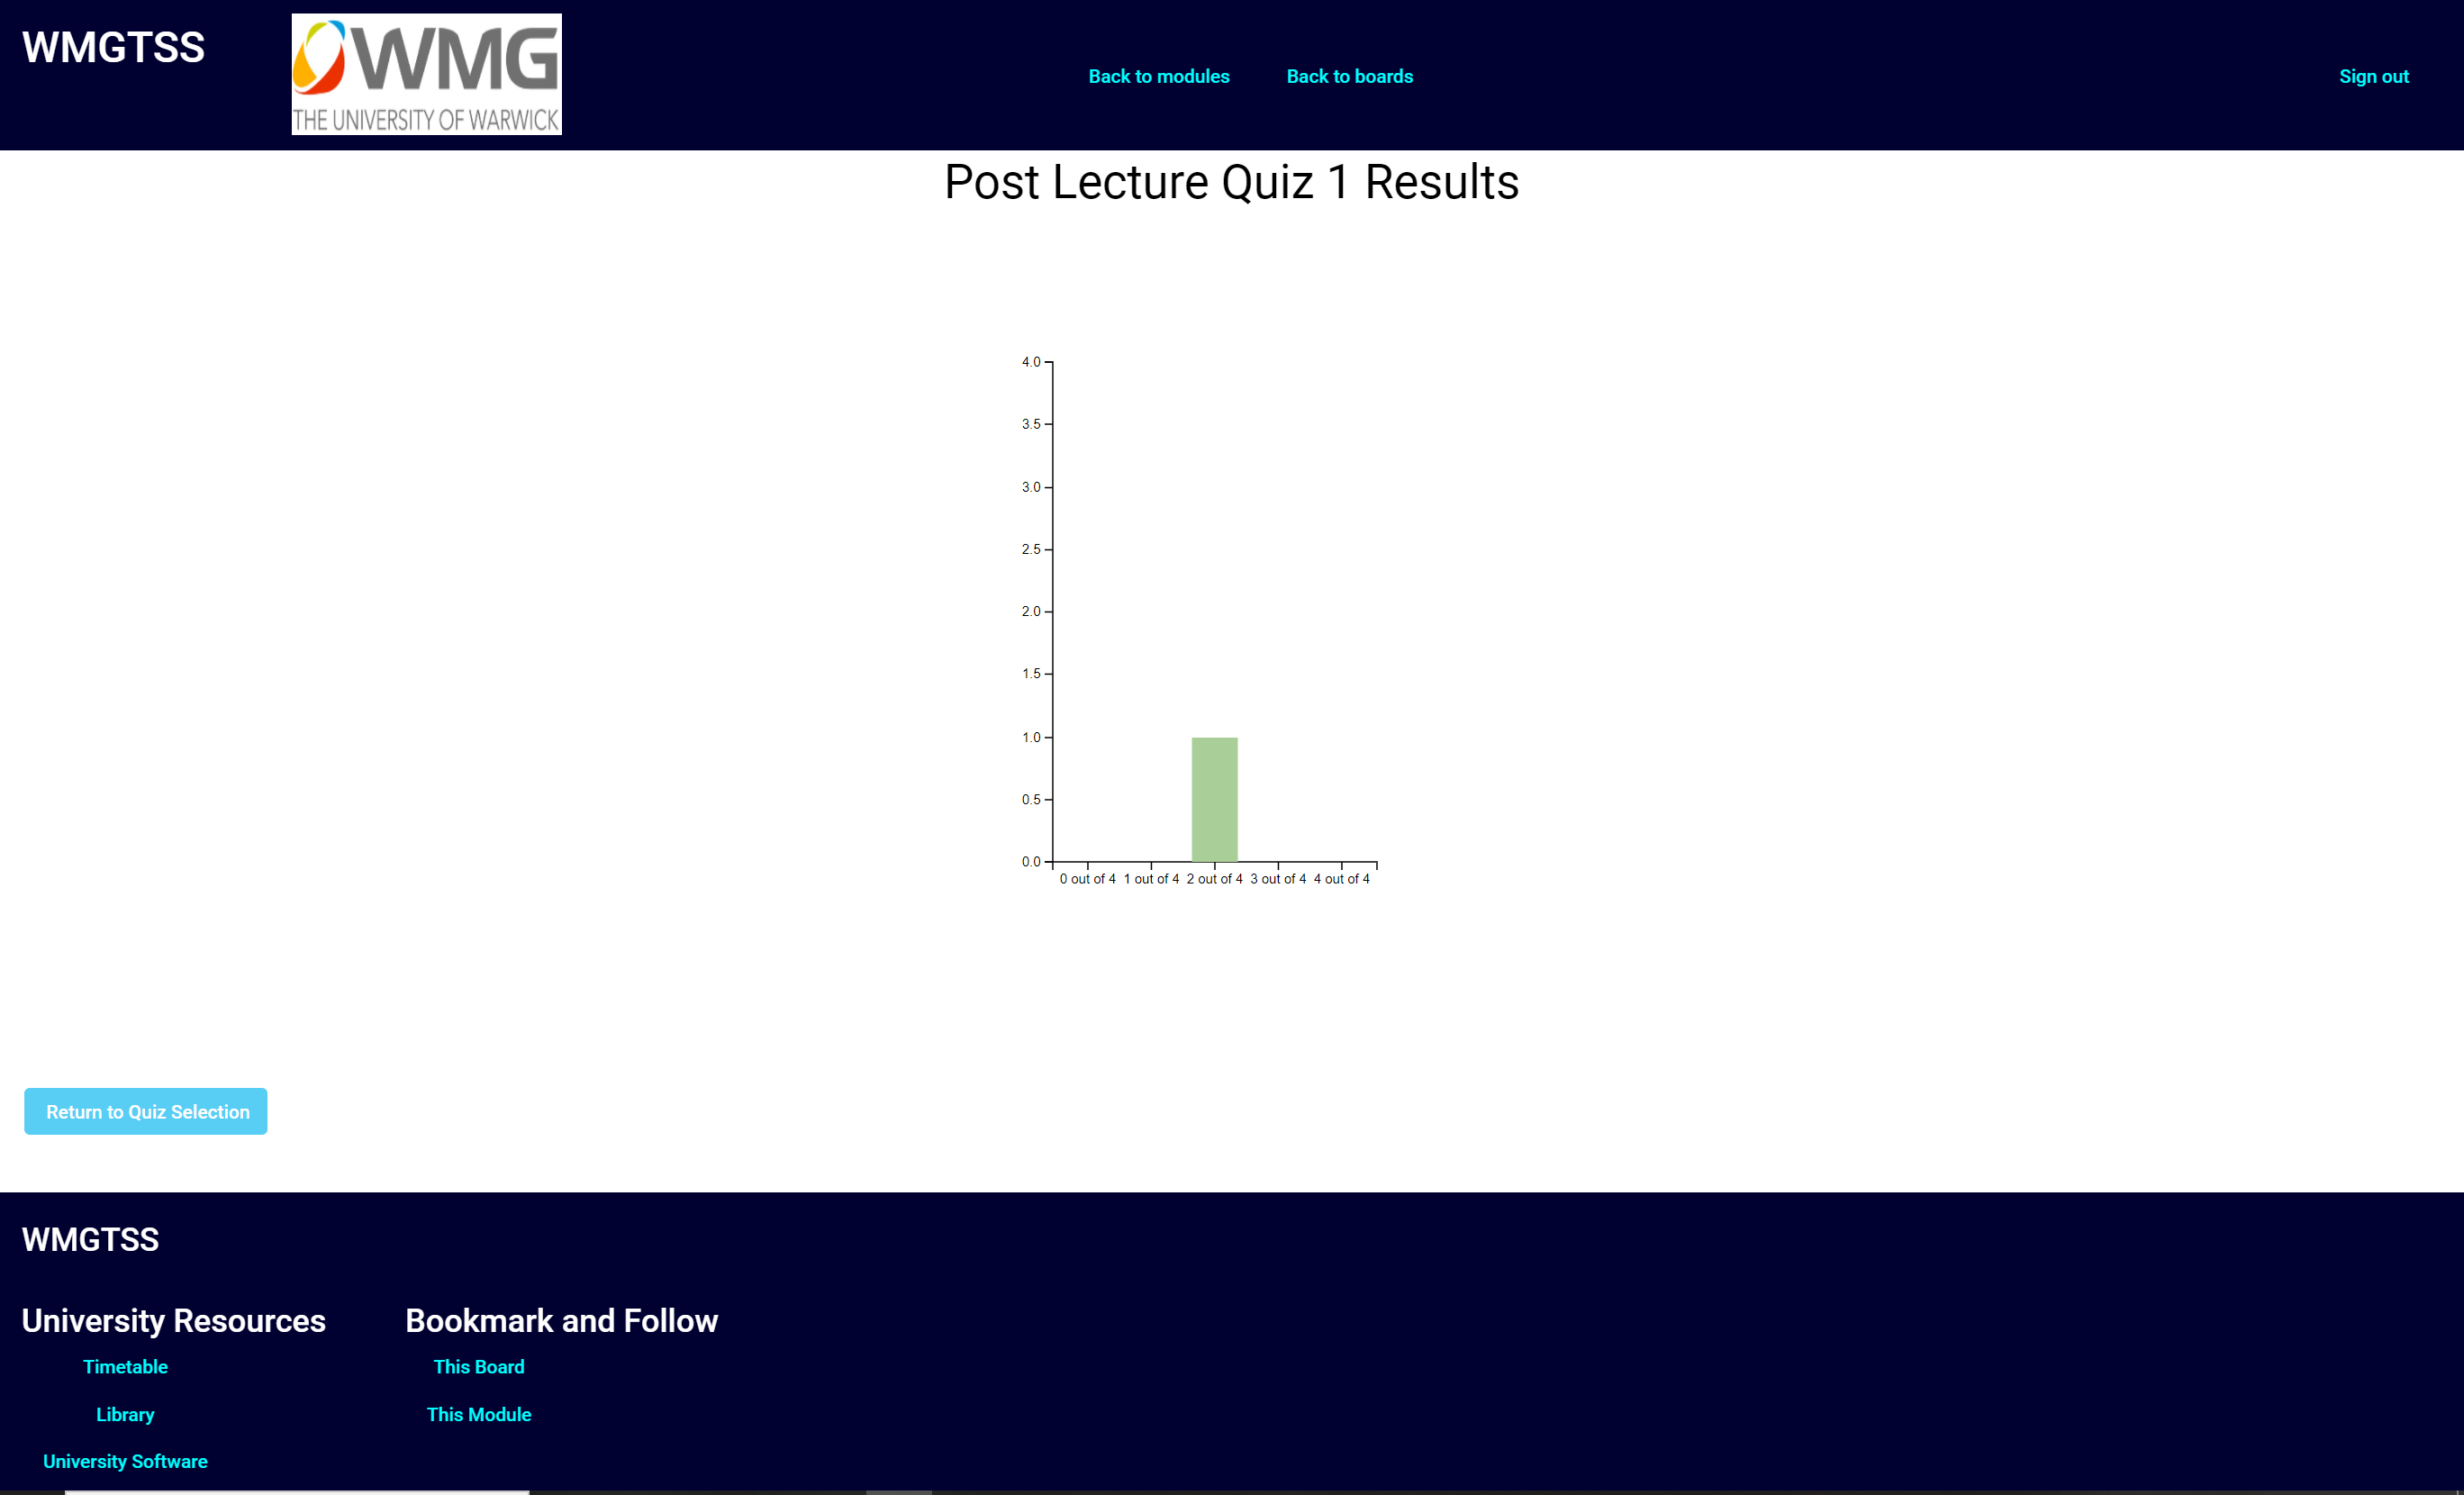 WMGTSS
WMG
THE UNIVERSITY OF WARWICK
Back to modules
Back to boards
Sign out
Post Lecture Quiz 1 Results
4.0
3.5
3.0
2.5
2.0
1.5
1.0
0.5
0.0
0 out of 4 1 out of 4 2 out of 4 3 out of 4 4 out of 4
Return to Quiz Selection
WMGTSS
University Resources
Timetable
Library
University Software
Bookmark and Follow
This Board
This Module